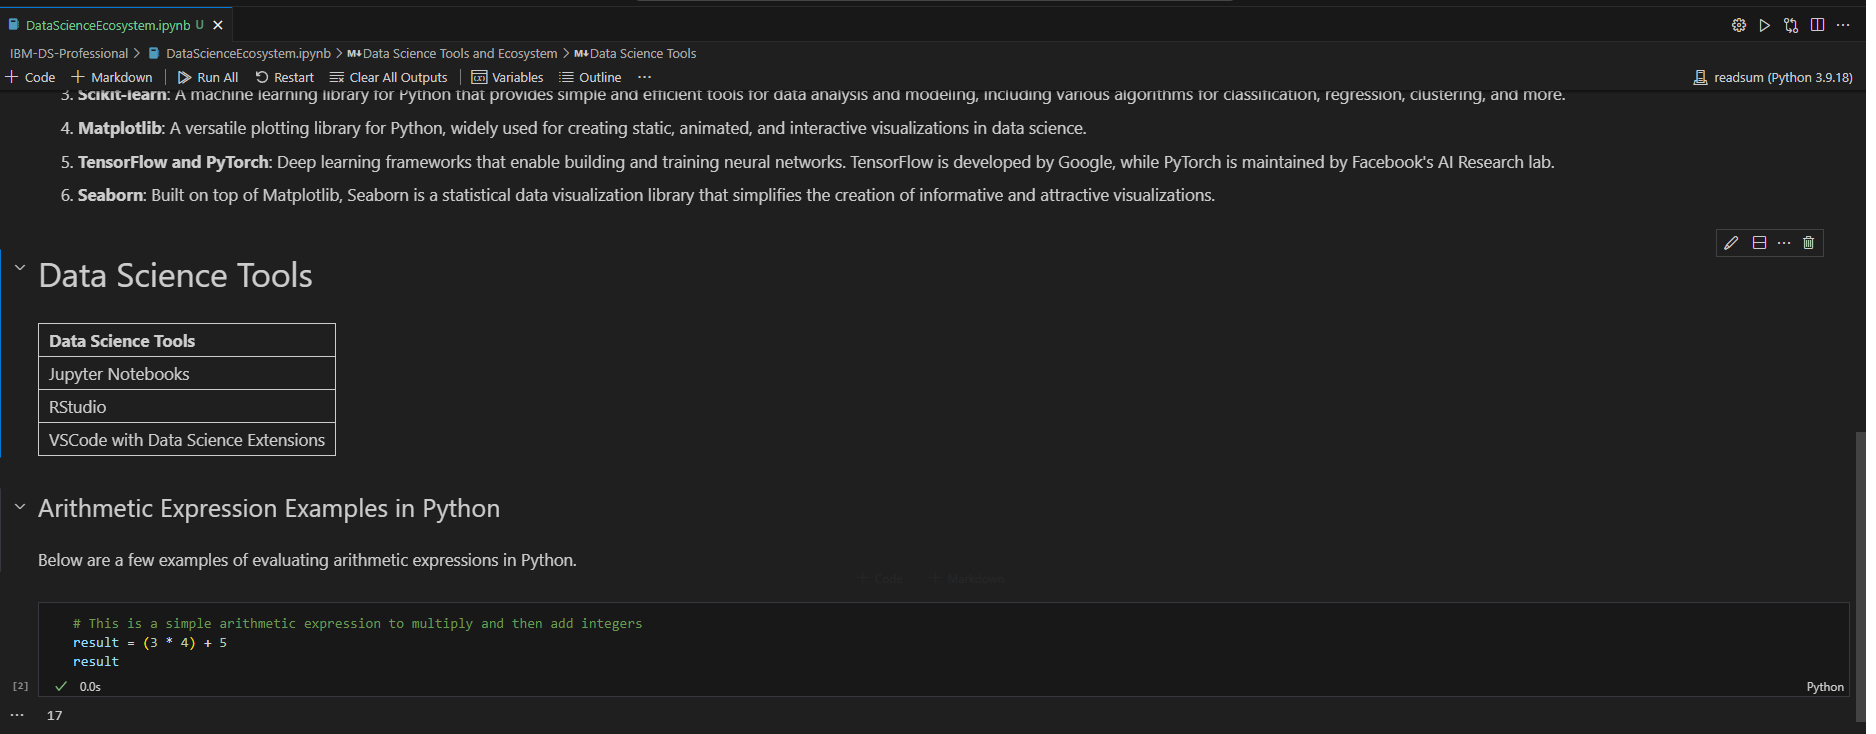 DataScienceEcosystem.ipynb U
IBM-DS-Professional > DataScienceEcosystem.ipynb > M↓Data Science Tools and Ecosystem > M↓Data Science Tools
+ Code + Markdown | Run All Restart Clear All Outputs | Variables Outline ··· readsum (Python 3.9.18)
3. Scikit-learn: A machine learning library for Python that provides simple and efficient tools for data analysis and modeling, including various algorithms for classification, regression, clustering, and more.
4. Matplotlib: A versatile plotting library for Python, widely used for creating static, animated, and interactive visualizations in data science.
5. TensorFlow and PyTorch: Deep learning frameworks that enable building and training neural networks. TensorFlow is developed by Google, while PyTorch is maintained by Facebook's AI Research lab.
6. Seaborn: Built on top of Matplotlib, Seaborn is a statistical data visualization library that simplifies the creation of informative and attractive visualizations.
Data Science Tools
Data Science Tools
Jupyter Notebooks
RStudio
VSCode with Data Science Extensions
Arithmetic Expression Examples in Python
Below are a few examples of evaluating arithmetic expressions in Python.
+ Code + Markdown
# This is a simple arithmetic expression to multiply and then add integers
result = (3 * 4) + 5
result
[2] ✓ 0.0s Python
··· 17